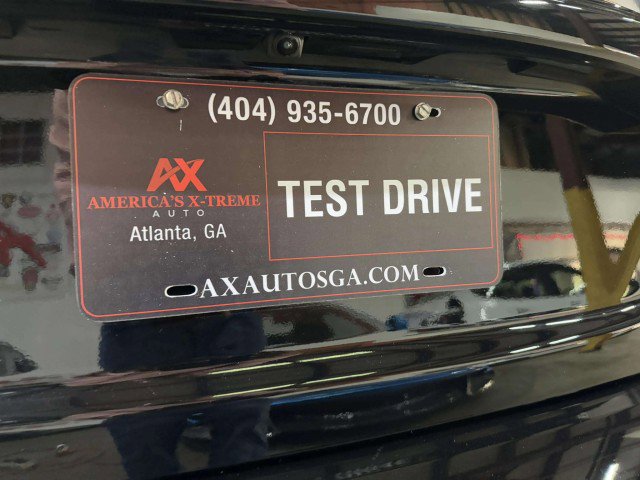 (404) 935-6700
AX
AMERICA'S X-TREME
AUTO
Atlanta, GA
TEST DRIVE
AXAUTOSGA.COM